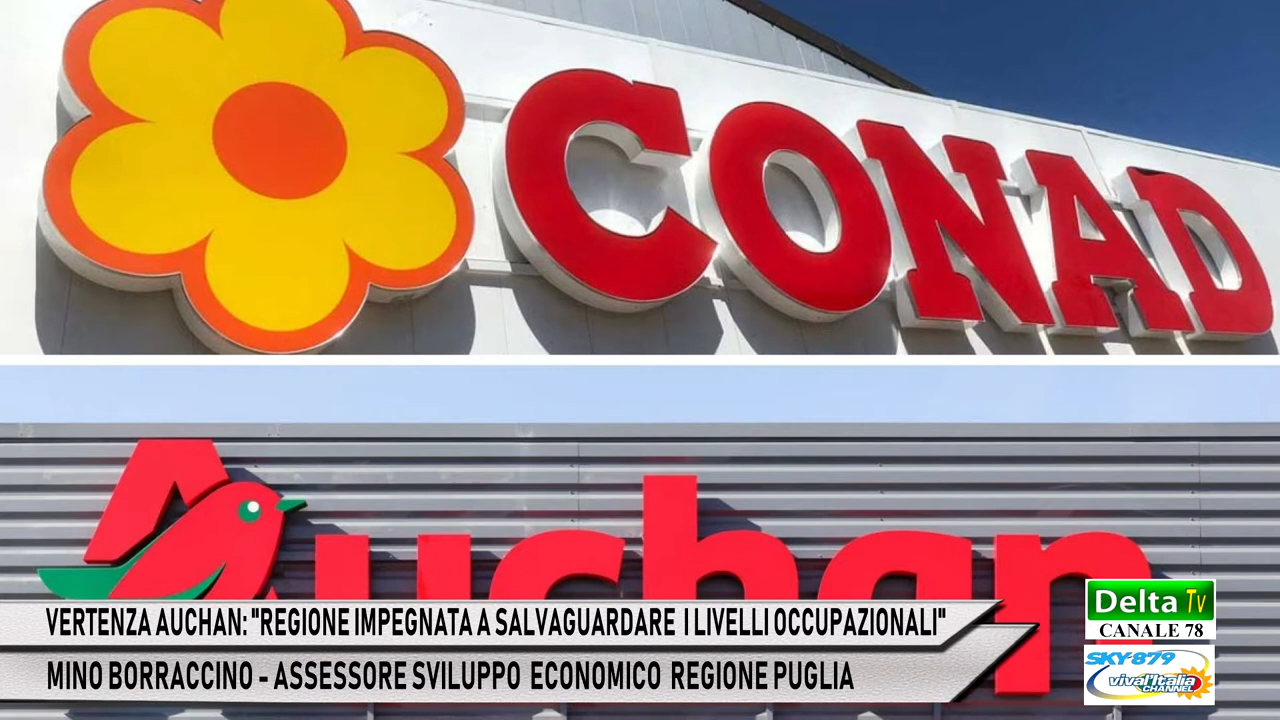 CONAD
Auchan
VERTENZA AUCHAN: "REGIONE IMPEGNATA A SALVAGUARDARE I LIVELLI OCCUPAZIONALI"
MINO BORRACCINO - ASSESSORE SVILUPPO ECONOMICO REGIONE PUGLIA
Delta Tv
CANALE 78
SKY-879
viva l'Italia
CHANNEL